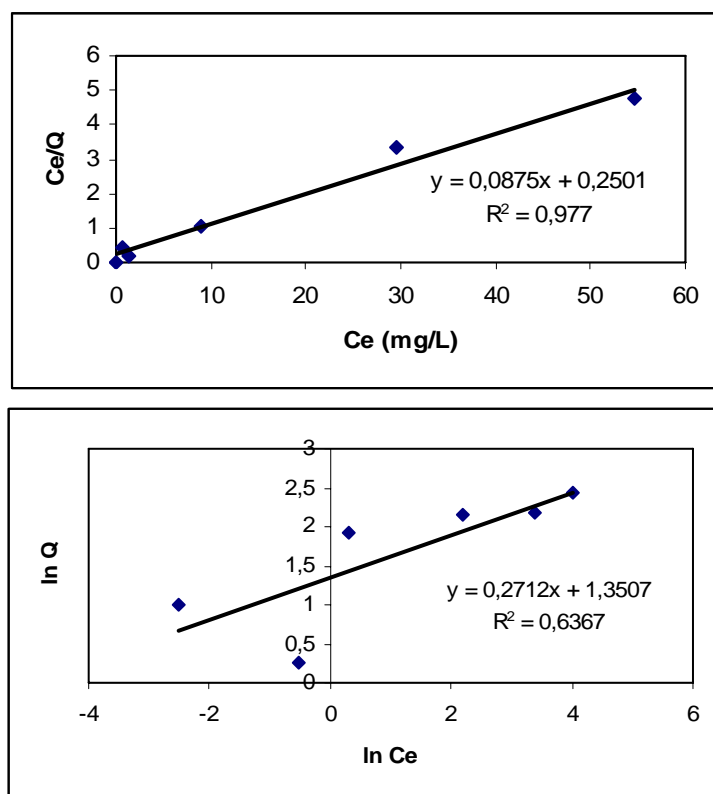 6
5
4
3
2
1
0
Ce/Q
y = 0,0875x + 0,2501
R² = 0,977
0 10 20 30 40 50 60
Ce (mg/L)
3
2,5
2
1,5
1
0,5
0
ln Q
y = 0,2712x + 1,3507
R² = 0,6367
-4 -2 0 2 4 6
ln Ce